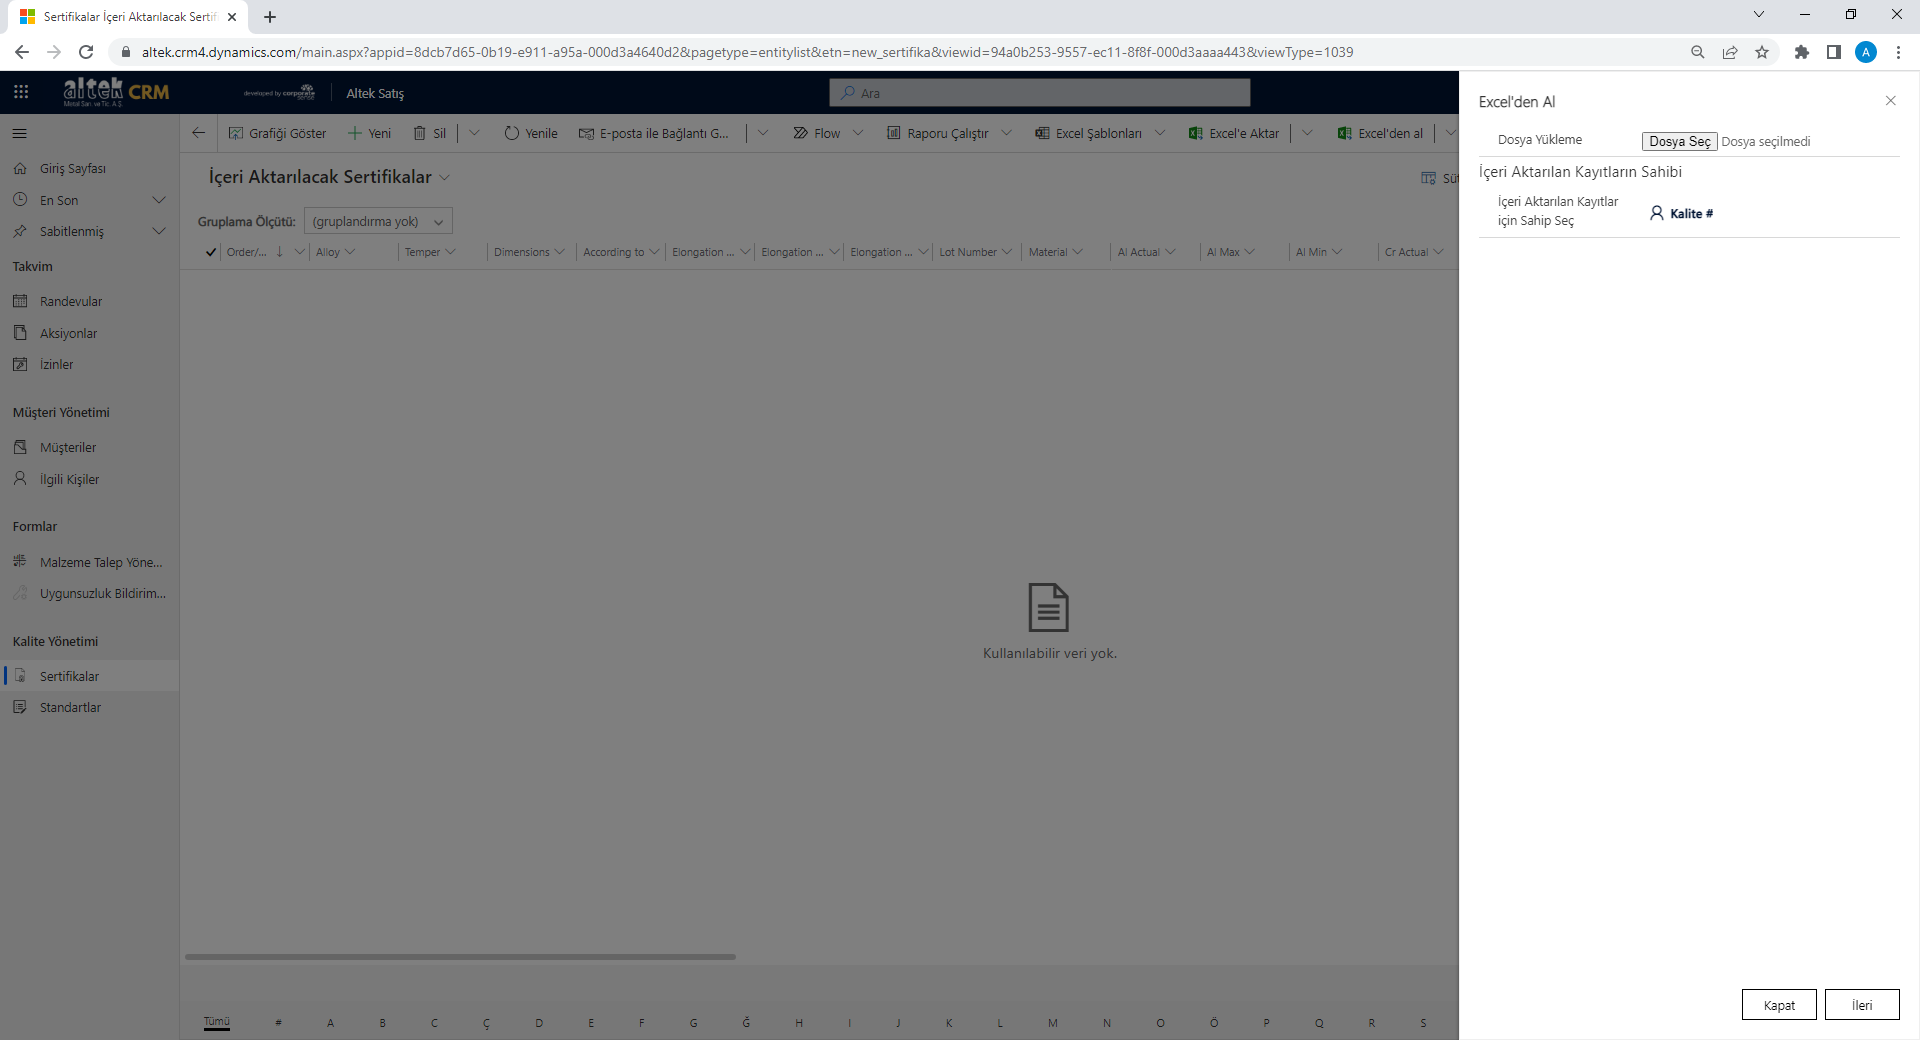 Sertifikalar İçeri Aktarılacak Sertif
altek.crm4.dynamics.com/main.aspx?appid=8dcb7d65-0b19-e911-a95a-000d3a4640d2&pagetype=entitylist&etn=new_sertifika&viewid=94a0b253-9557-ec11-8f8f-000d3aaaa443&viewType=1039
A
altek CRM
Metal San. ve Tic. A.Ş.
developed by corporate sense
Altek Satış
Ara
Grafiği Göster
Yeni
Sil
Yenile
E-posta ile Bağlantı G...
Flow
Raporu Çalıştır
Excel Şablonları
Excel'e Aktar
Excel'den al
Giriş Sayfası
En Son
Sabitlenmiş
Takvim
Randevular
Aksiyonlar
İzinler
Müşteri Yönetimi
Müşteriler
İlgili Kişiler
Formlar
Malzeme Talep Yöne...
Uygunsuzluk Bildirim...
Kalite Yönetimi
Sertifikalar
Standartlar
İçeri Aktarılacak Sertifikalar
Süt
Gruplama Ölçütü: (gruplandırma yok)
Order/... Alloy Temper Dimensions According to Elongation ... Elongation ... Elongation ... Lot Number Material Al Actual Al Max Al Min Cr Actual
Kullanılabilir veri yok.
Tümü # A B C Ç D E F G Ğ H I J K L M N O Ö P Q R S
Excel'den Al
Dosya Yükleme Dosya Seç Dosya seçilmedi
İçeri Aktarılan Kayıtların Sahibi
İçeri Aktarılan Kayıtlar
için Sahip Seç
Kalite #
Kapat
İleri